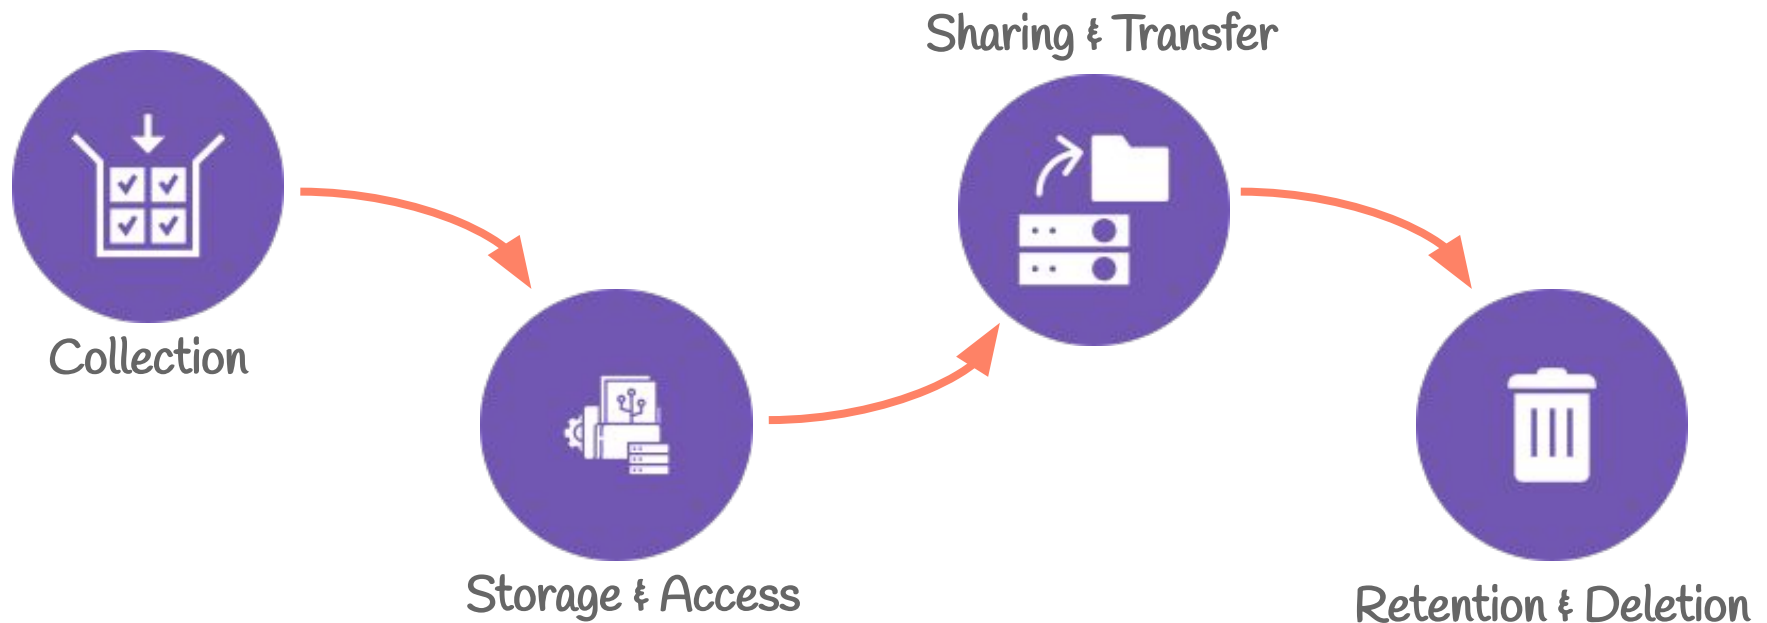 Collection
Storage & Access
Sharing & Transfer
Retention & Deletion